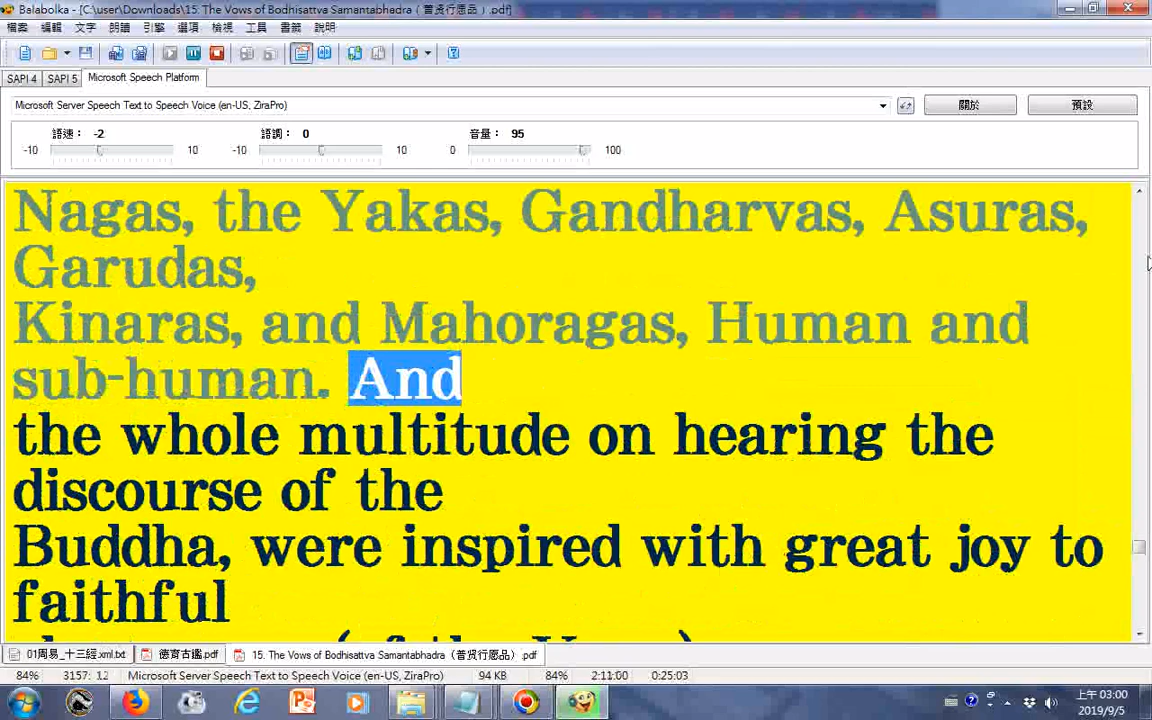 Balabolka - [C:\user\Downloads\15. The Vows of Bodhisattva Samantabhadra (普賢行愿品).pdf]
檔案 編輯 文字 朗讀 引擎 選項 檢視 工具 書籤 說明
SAPI 4 SAPI 5 Microsoft Speech Platform
Microsoft Server Speech Text to Speech Voice (en-US, ZiraPro) 關於 預設
語速： -2 語調： 0 音量： 95
-10 10 -10 10 0 100
Nagas, the Yakas, Gandharvas, Asuras,
Garudas,
Kinaras, and Mahoragas, Human and
sub-human. And
the whole multitude on hearing the
discourse of the
Buddha, were inspired with great joy to
faithful
01周易_十三經.xml.txt 德育古鑑.pdf 15. The Vows of Bodhisattva Samantabhadra（普賢行愿品）.pdf
84% 3157: 12 Microsoft Server Speech Text to Speech Voice (en-US, ZiraPro) 94 KB 84% 2:11:00 0:25:03
上午 03:00
2019/9/5